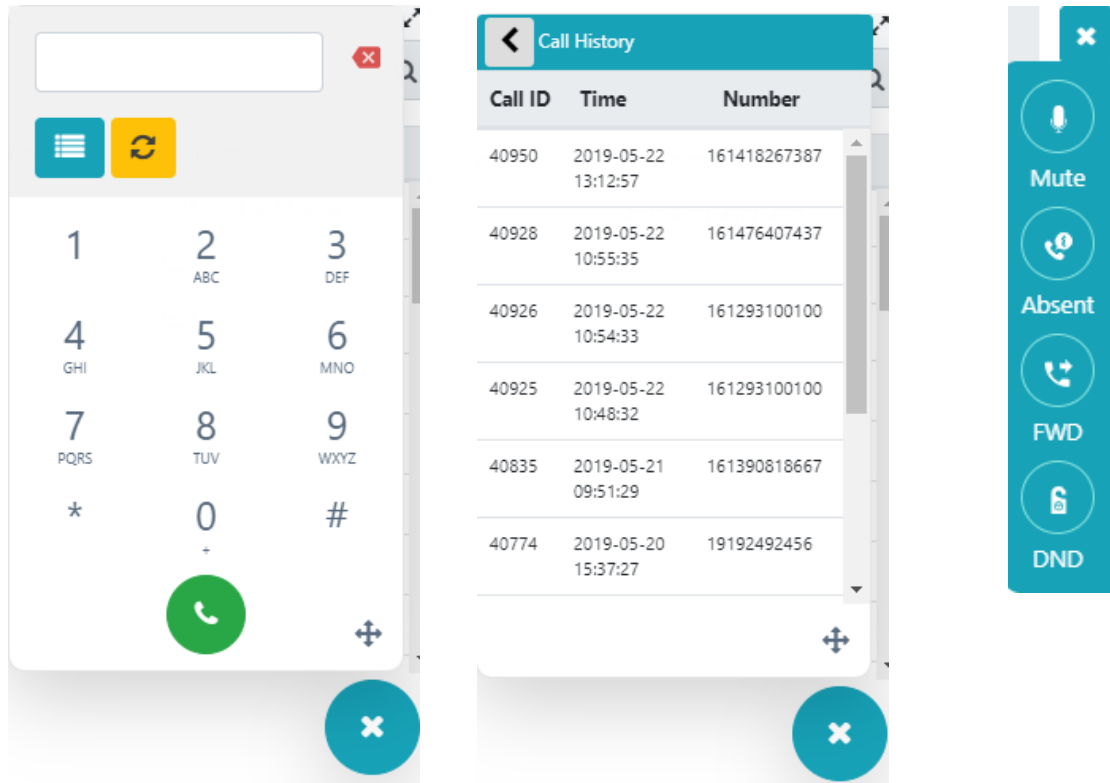 1 2 3
ABC DEF
4 5 6
GHI JKL MNO
7 8 9
PQRS TUV WXYZ
* 0 #
+
Call History
Call ID Time Number
40950 2019-05-22 161418267387
13:12:57
40928 2019-05-22 161476407437
10:55:35
40926 2019-05-22 161293100100
10:54:33
40925 2019-05-22 161293100100
10:48:32
40835 2019-05-21 161390818667
09:51:29
40774 2019-05-20 19192492456
15:37:27
Mute
Absent
FWD
DND